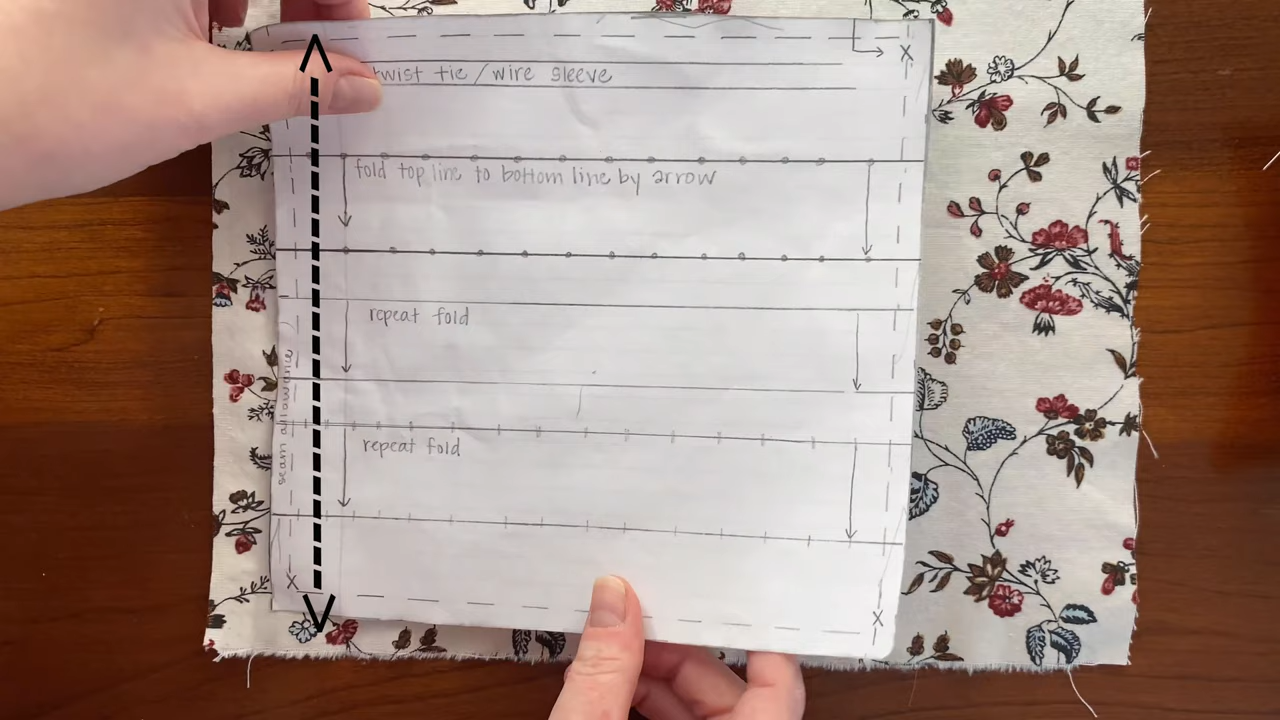 twist tie/wire sleeve
fold top line to bottom line by arrow
repeat fold
repeat fold
seam allowance
X
X
X